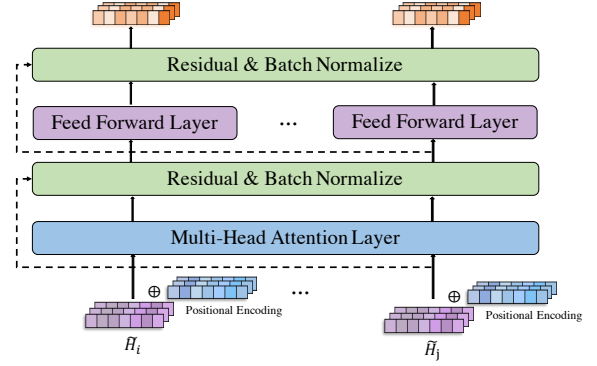 Residual & Batch Normalize
Feed Forward Layer ... Feed Forward Layer
Residual & Batch Normalize
Multi-Head Attention Layer
⊕ ... ⊕
Positional Encoding Positional Encoding
H̃i H̃j